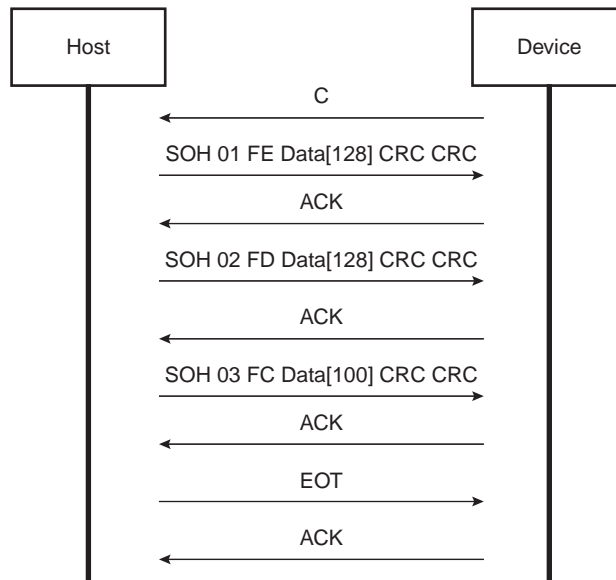 Host
Device
C
SOH 01 FE Data[128] CRC CRC
ACK
SOH 02 FD Data[128] CRC CRC
ACK
SOH 03 FC Data[100] CRC CRC
ACK
EOT
ACK